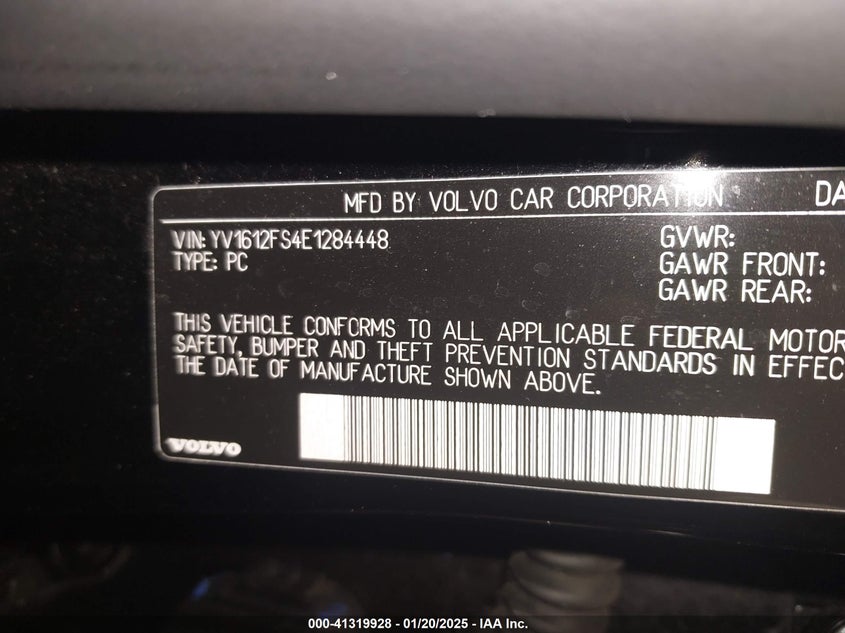 MFD BY VOLVO CAR CORPORATION DA
VIN: YV1612FS4E1284448 GVWR:
TYPE: PC GAWR FRONT:
GAWR REAR:
THIS VEHICLE CONFORMS TO ALL APPLICABLE FEDERAL MOTOR
SAFETY, BUMPER AND THEFT PREVENTION STANDARDS IN EFFEC
THE DATE OF MANUFACTURE SHOWN ABOVE.
VOLVO
000-41319928 - 01/20/2025 - IAA Inc.